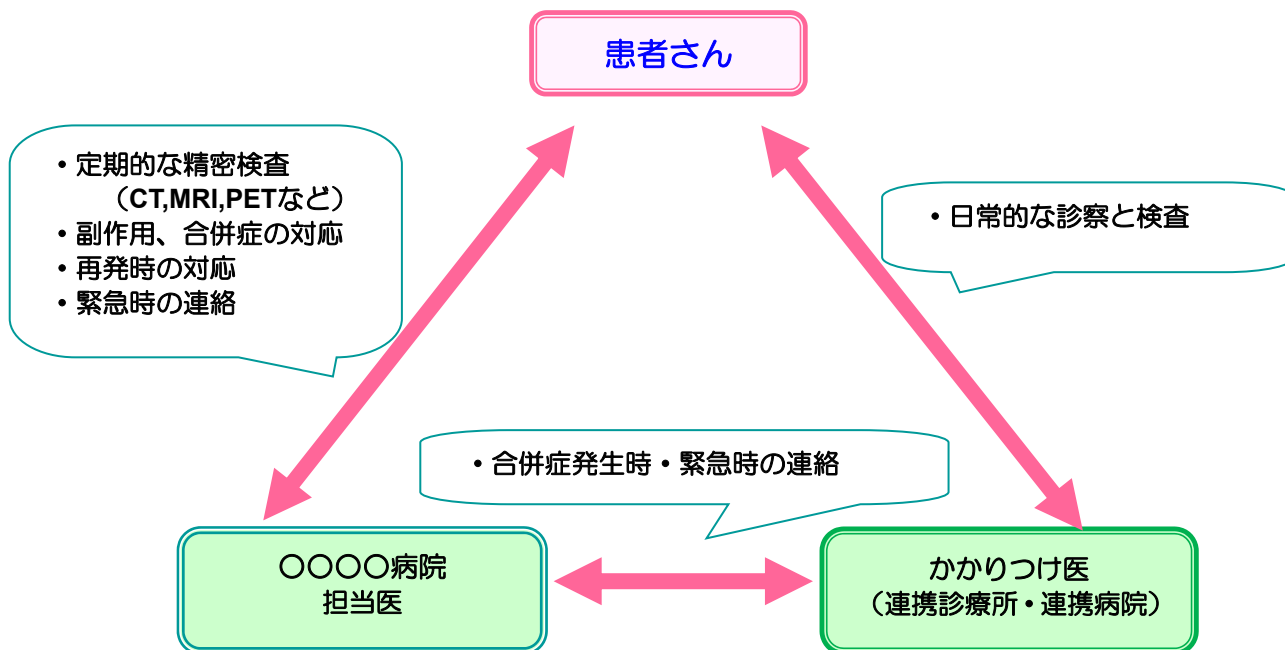 患者さん
・定期的な精密検査
（CT,MRI,PETなど）
・副作用、合併症の対応
・再発時の対応
・緊急時の連絡
・日常的な診察と検査
・合併症発生時・緊急時の連絡
〇〇〇〇病院
担当医
かかりつけ医
（連携診療所・連携病院）